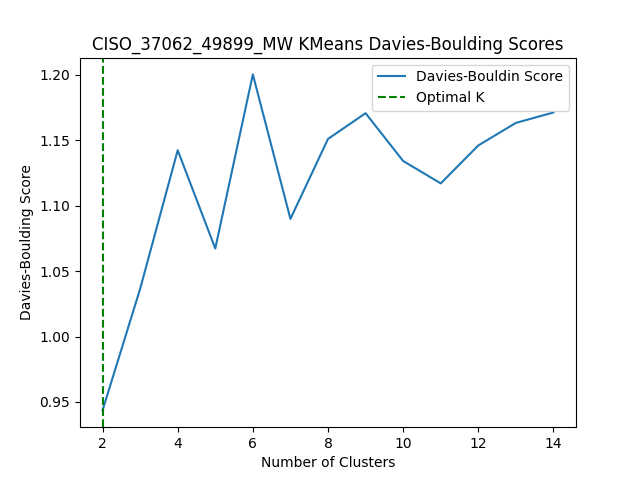 CISO_37062_49899_MW KMeans Davies-Boulding Scores
Davies-Bouldin Score
Optimal K
Davies-Boulding Score
1.20
1.15
1.10
1.05
1.00
0.95
2 4 6 8 10 12 14
Number of Clusters